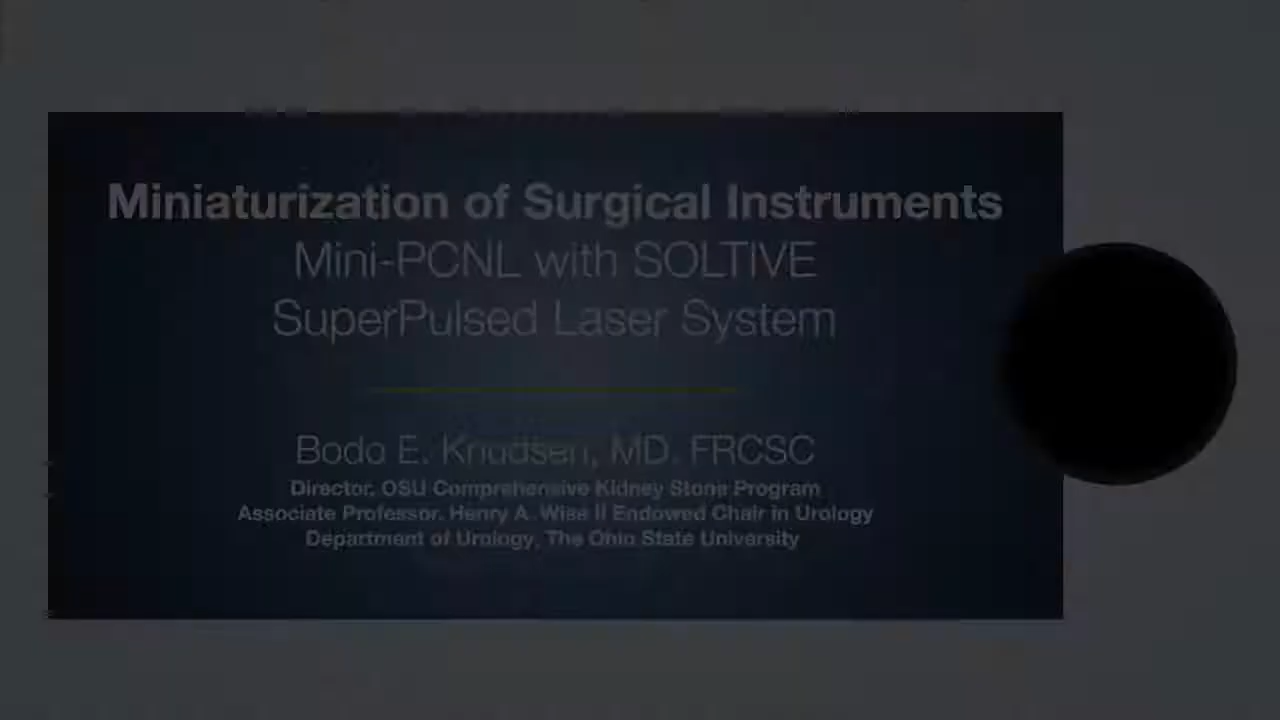 Miniaturization of Surgical Instruments
Mini-PCNL with SOLTIVE
SuperPulsed Laser System
Bodo E. Knudsen, MD, FRCSC
Director, OSU Comprehensive Kidney Stone Program
Associate Professor, Henry A. Wise II Endowed Chair in Urology
Department of Urology, The Ohio State University